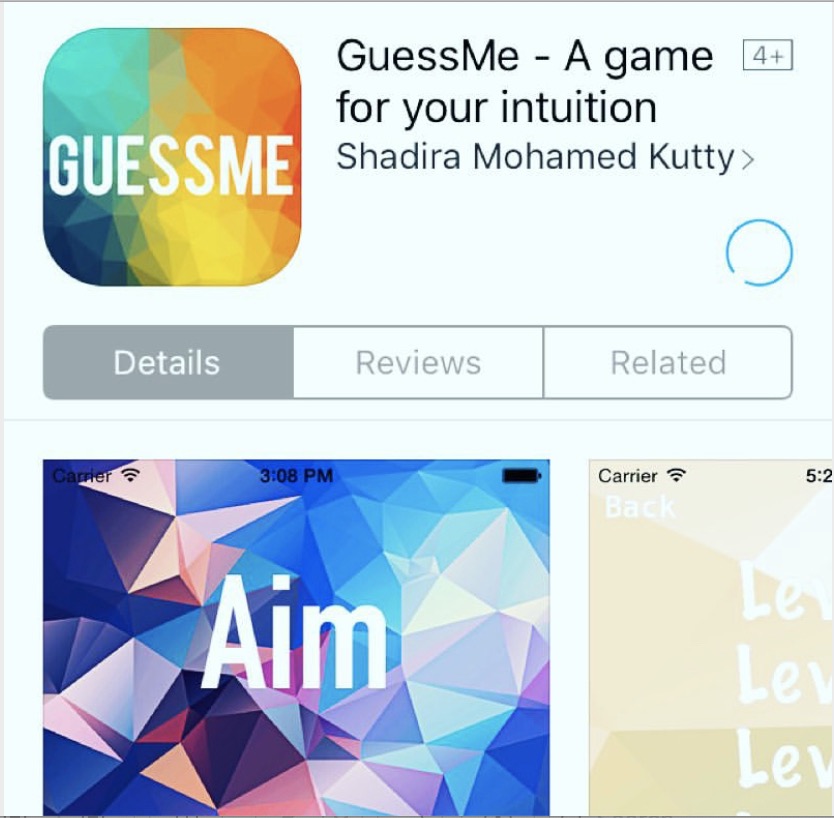 GUESSME
GuessMe - A game 4+
for your intuition
Shadira Mohamed Kutty >
Details Reviews Related
Carrier 3:08 PM
Aim
Carrier 5:2
Back
Lev
Lev
Lev